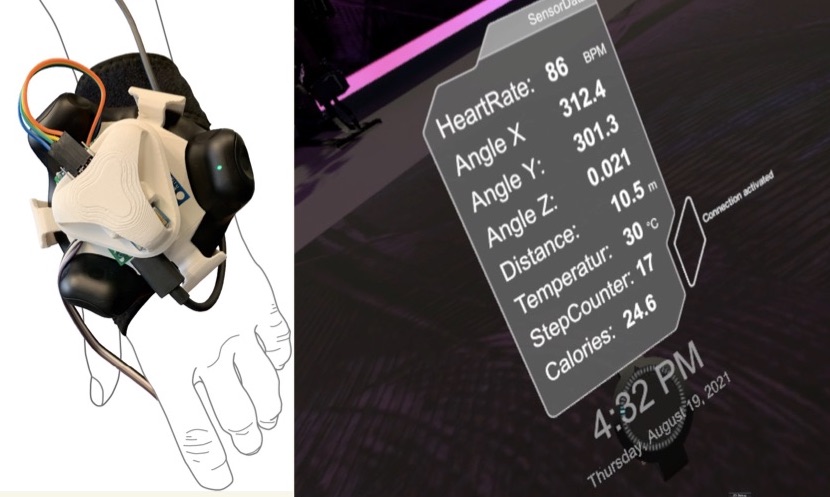 SensorData
HeartRate: 86 BPM
Angle X 312.4
Angle Y: 301.3
Angle Z: 0.021
Distance: 10.5 m
Temperatur: 30 °C
StepCounter: 17
Calories: 24.6
Connection activated
4:32 PM
Thursday, August 19, 2021